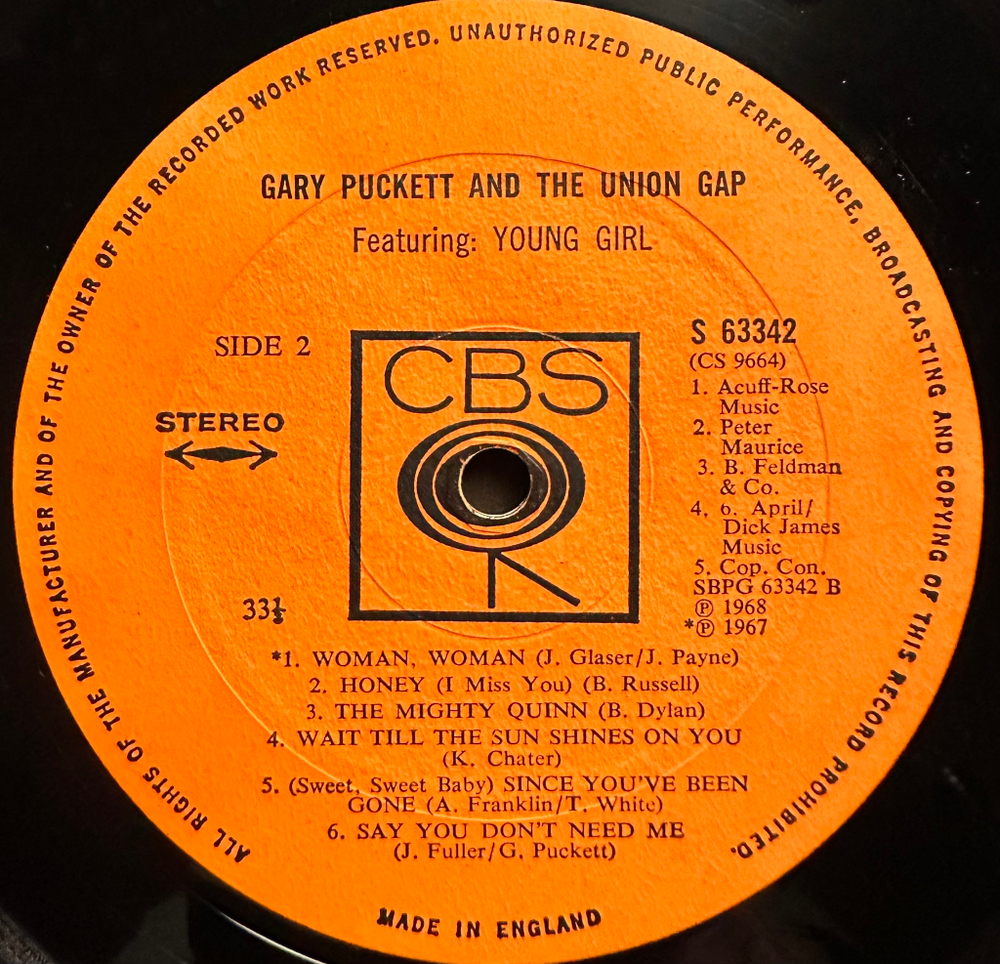 ALL RIGHTS OF THE MANUFACTURER AND OF THE OWNER OF THE RECORDED WORK RESERVED. UNAUTHORIZED PUBLIC PERFORMANCE, BROADCASTING AND COPYING OF THIS RECORD PROHIBITED.
GARY PUCKETT AND THE UNION GAP
Featuring: YOUNG GIRL
SIDE 2
STEREO
33⅓
CBS
S 63342
(CS 9664)
1. Acuff-Rose
Music
2. Peter
Maurice
3. B. Feldman
& Co.
4, 6. April/
Dick James
Music
5. Cop. Con.
SBPG 63342 B
℗ 1968
*℗ 1967
*1. WOMAN, WOMAN (J. Glaser/J. Payne)
2. HONEY (I Miss You) (B. Russell)
3. THE MIGHTY QUINN (B. Dylan)
4. WAIT TILL THE SUN SHINES ON YOU
(K. Chater)
5. (Sweet, Sweet Baby) SINCE YOU'VE BEEN
GONE (A. Franklin/T. White)
6. SAY YOU DON'T NEED ME
(J. Fuller/G. Puckett)
MADE IN ENGLAND